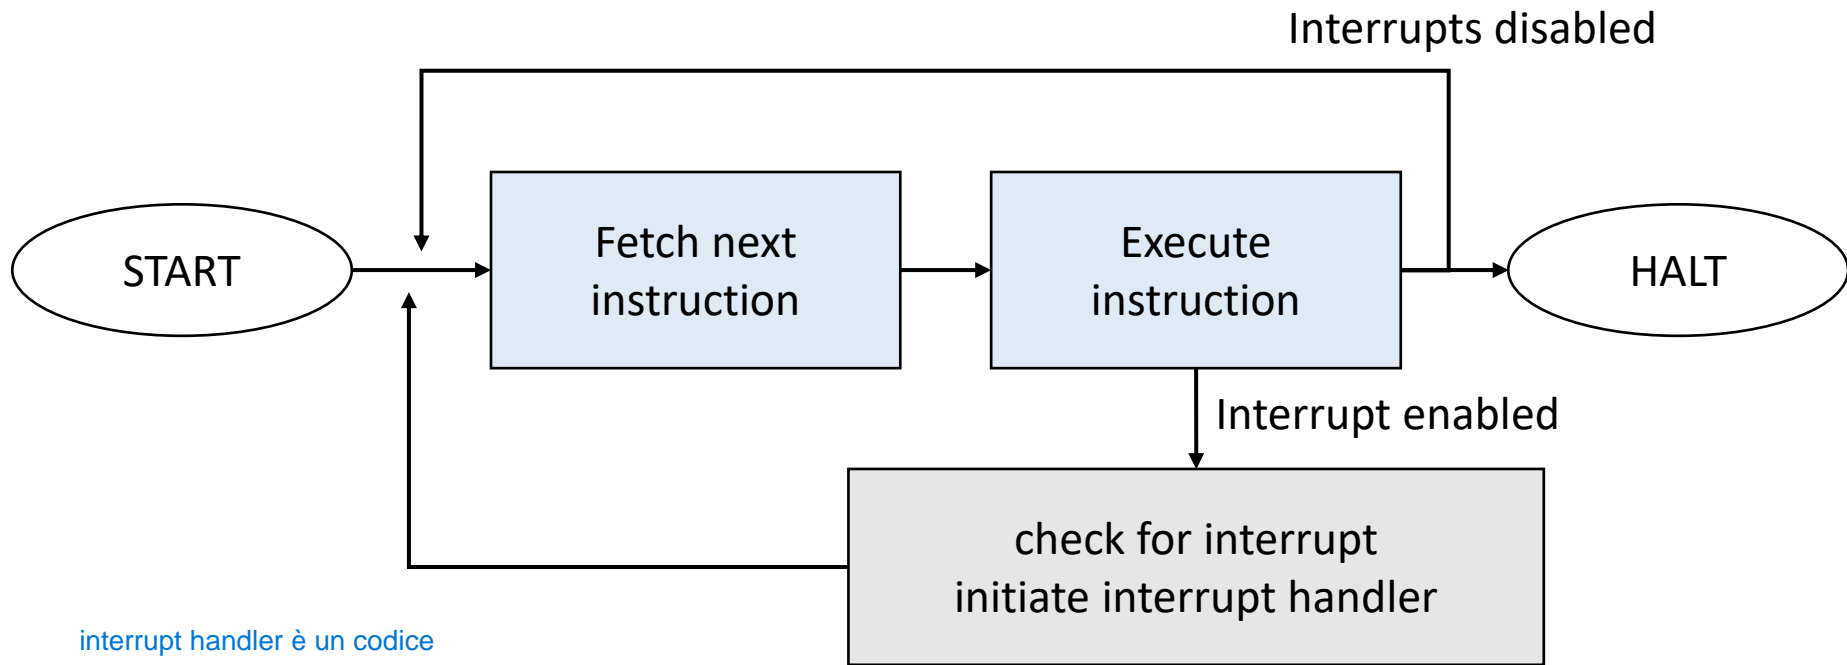 Interrupts disabled
START
Fetch next
instruction
Execute
instruction
HALT
Interrupt enabled
check for interrupt
initiate interrupt handler
interrupt handler è un codice